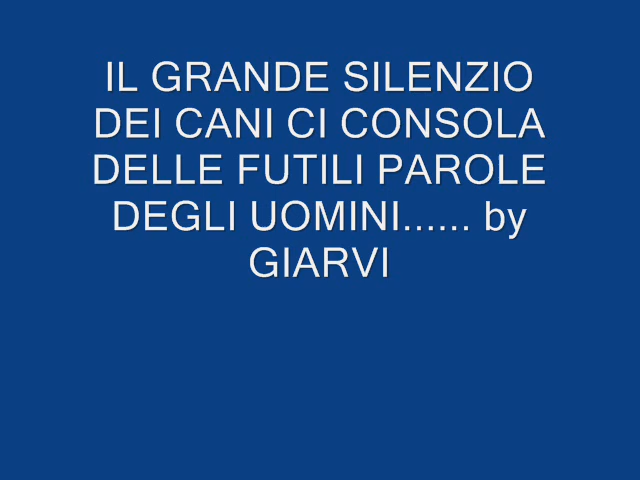 IL GRANDE SILENZIO
DEI CANI CI CONSOLA
DELLE FUTILI PAROLE
DEGLI UOMINI...... by
GIARVI